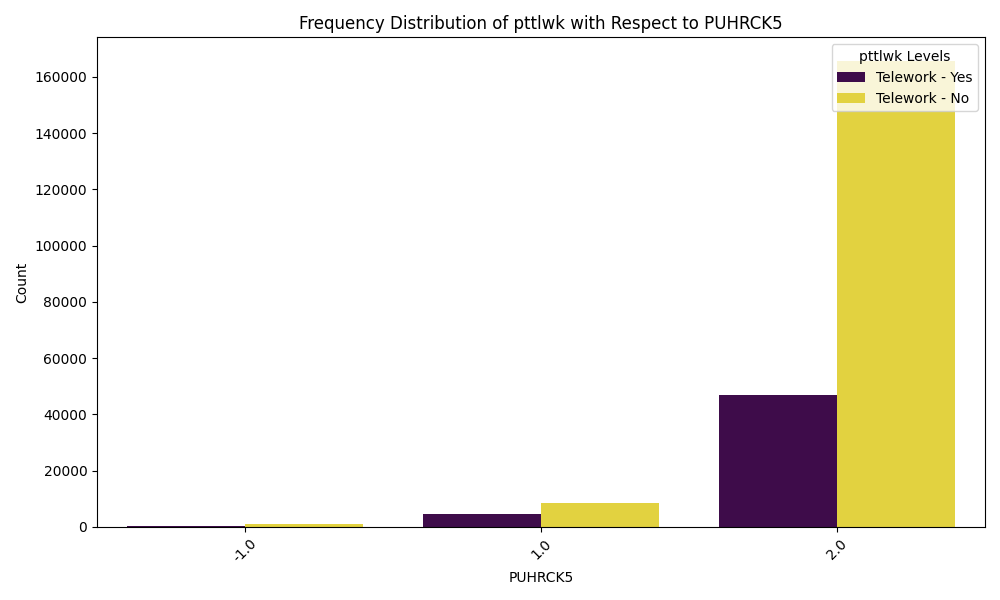 Frequency Distribution of pttlwk with Respect to PUHRCK5
pttlwk Levels
Telework - Yes
Telework - No
160000
140000
120000
100000
80000
60000
40000
20000
0
Count
-1.0
1.0
2.0
PUHRCK5